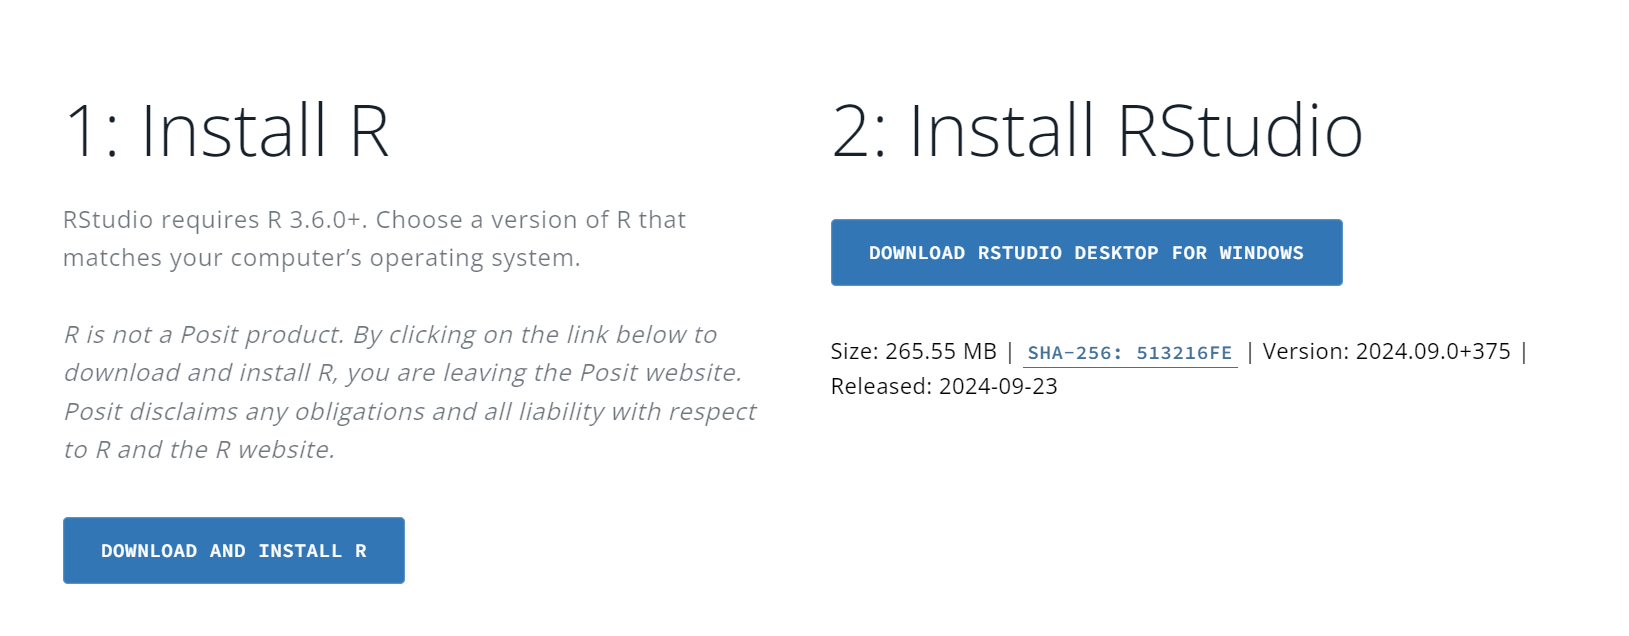 1: Install R
RStudio requires R 3.6.0+. Choose a version of R that
matches your computer’s operating system.
R is not a Posit product. By clicking on the link below to
download and install R, you are leaving the Posit website.
Posit disclaims any obligations and all liability with respect
to R and the R website.
DOWNLOAD AND INSTALL R
2: Install RStudio
DOWNLOAD RSTUDIO DESKTOP FOR WINDOWS
Size: 265.55 MB | SHA-256: 513216FE | Version: 2024.09.0+375 |
Released: 2024-09-23